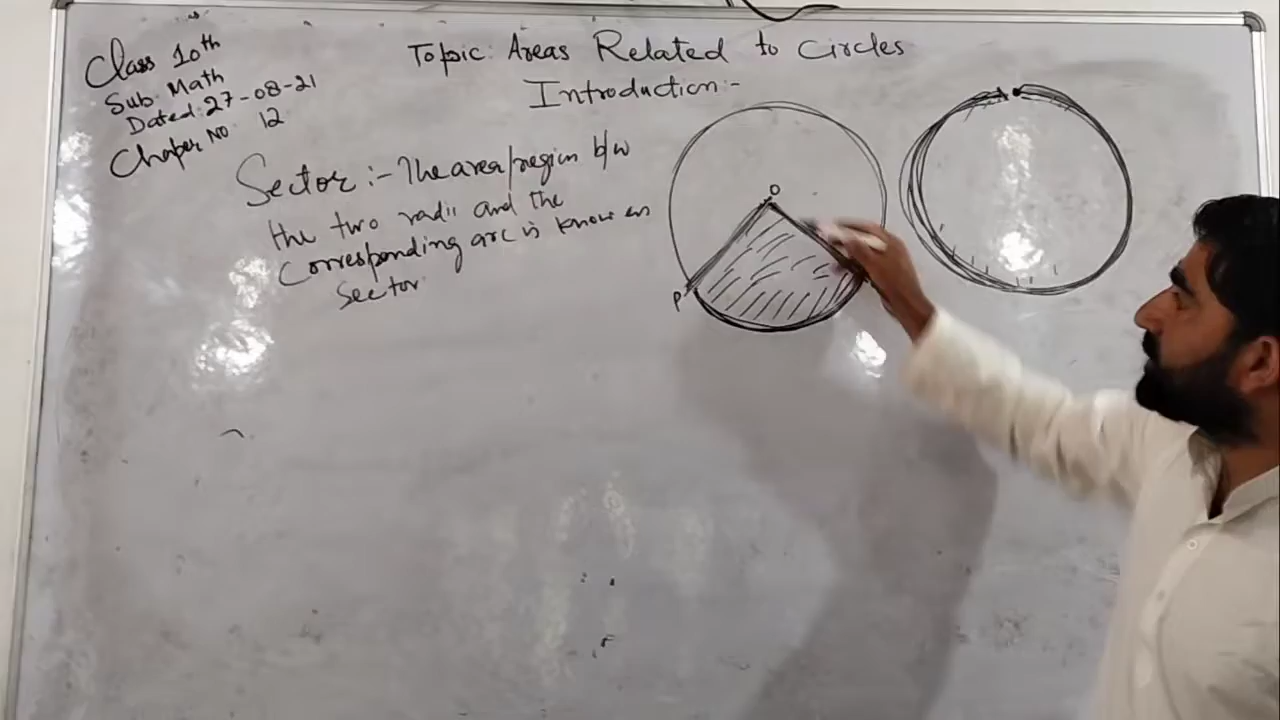 Class 10th
Sub: Math
Dated: 27-08-21
Chaper No 12
Topic: Areas Related to Circles
Introduction:-
Sector:- The area/region b/w
the two radii and the
Corresponding arc is know as
Sector
O
P